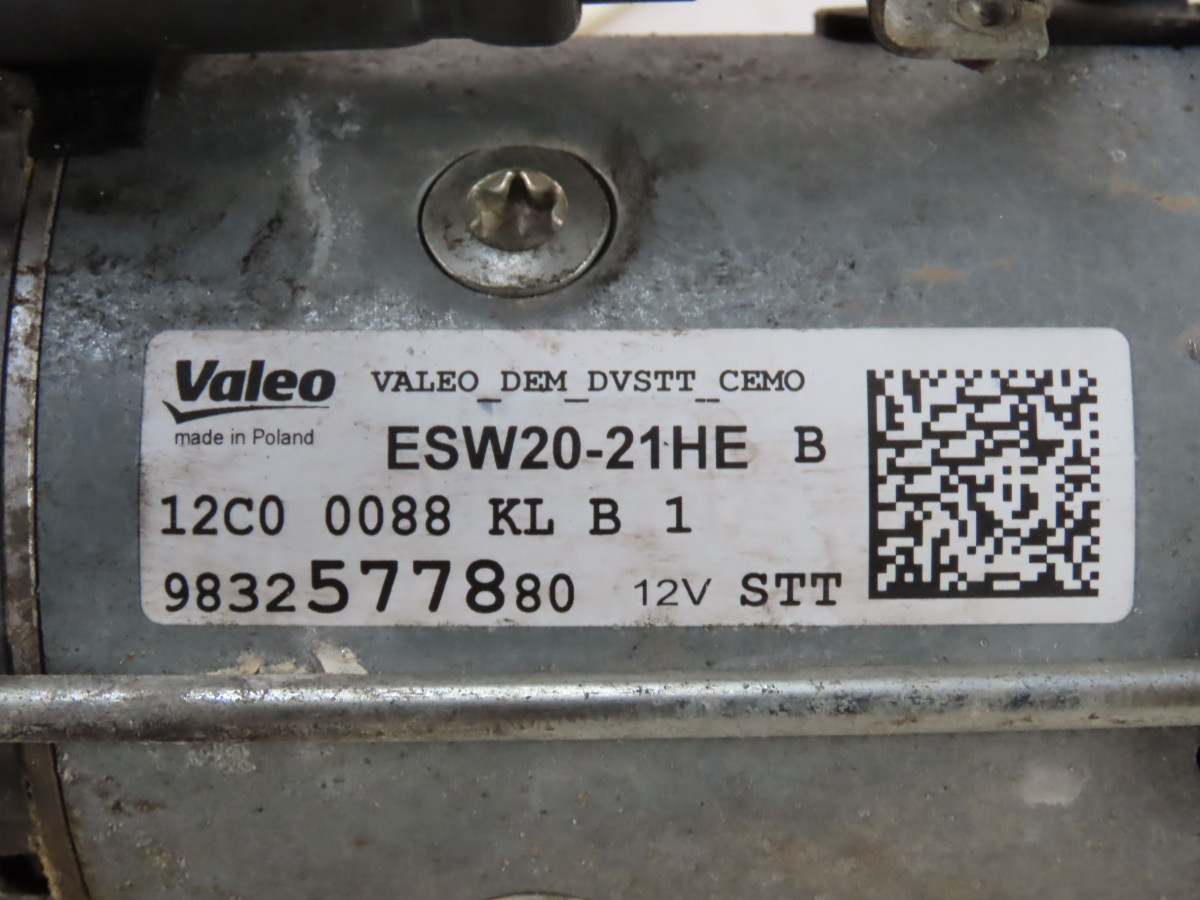 Valeo VALEO_DEM_DVSTT_CEMO
made in Poland
ESW20-21HE B
12C0 0088 KL B 1
9832577880 12V STT